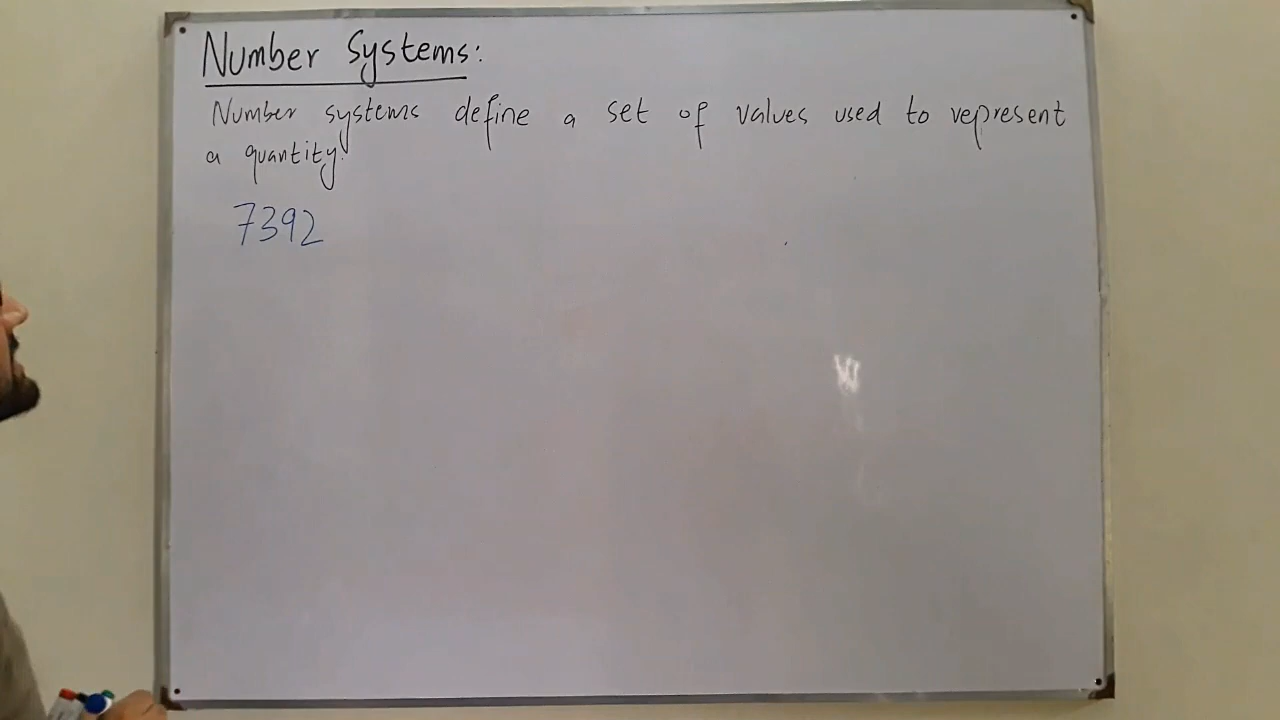 Number Systems:
Number systems define a set of values used to represent
a quantity.
7392